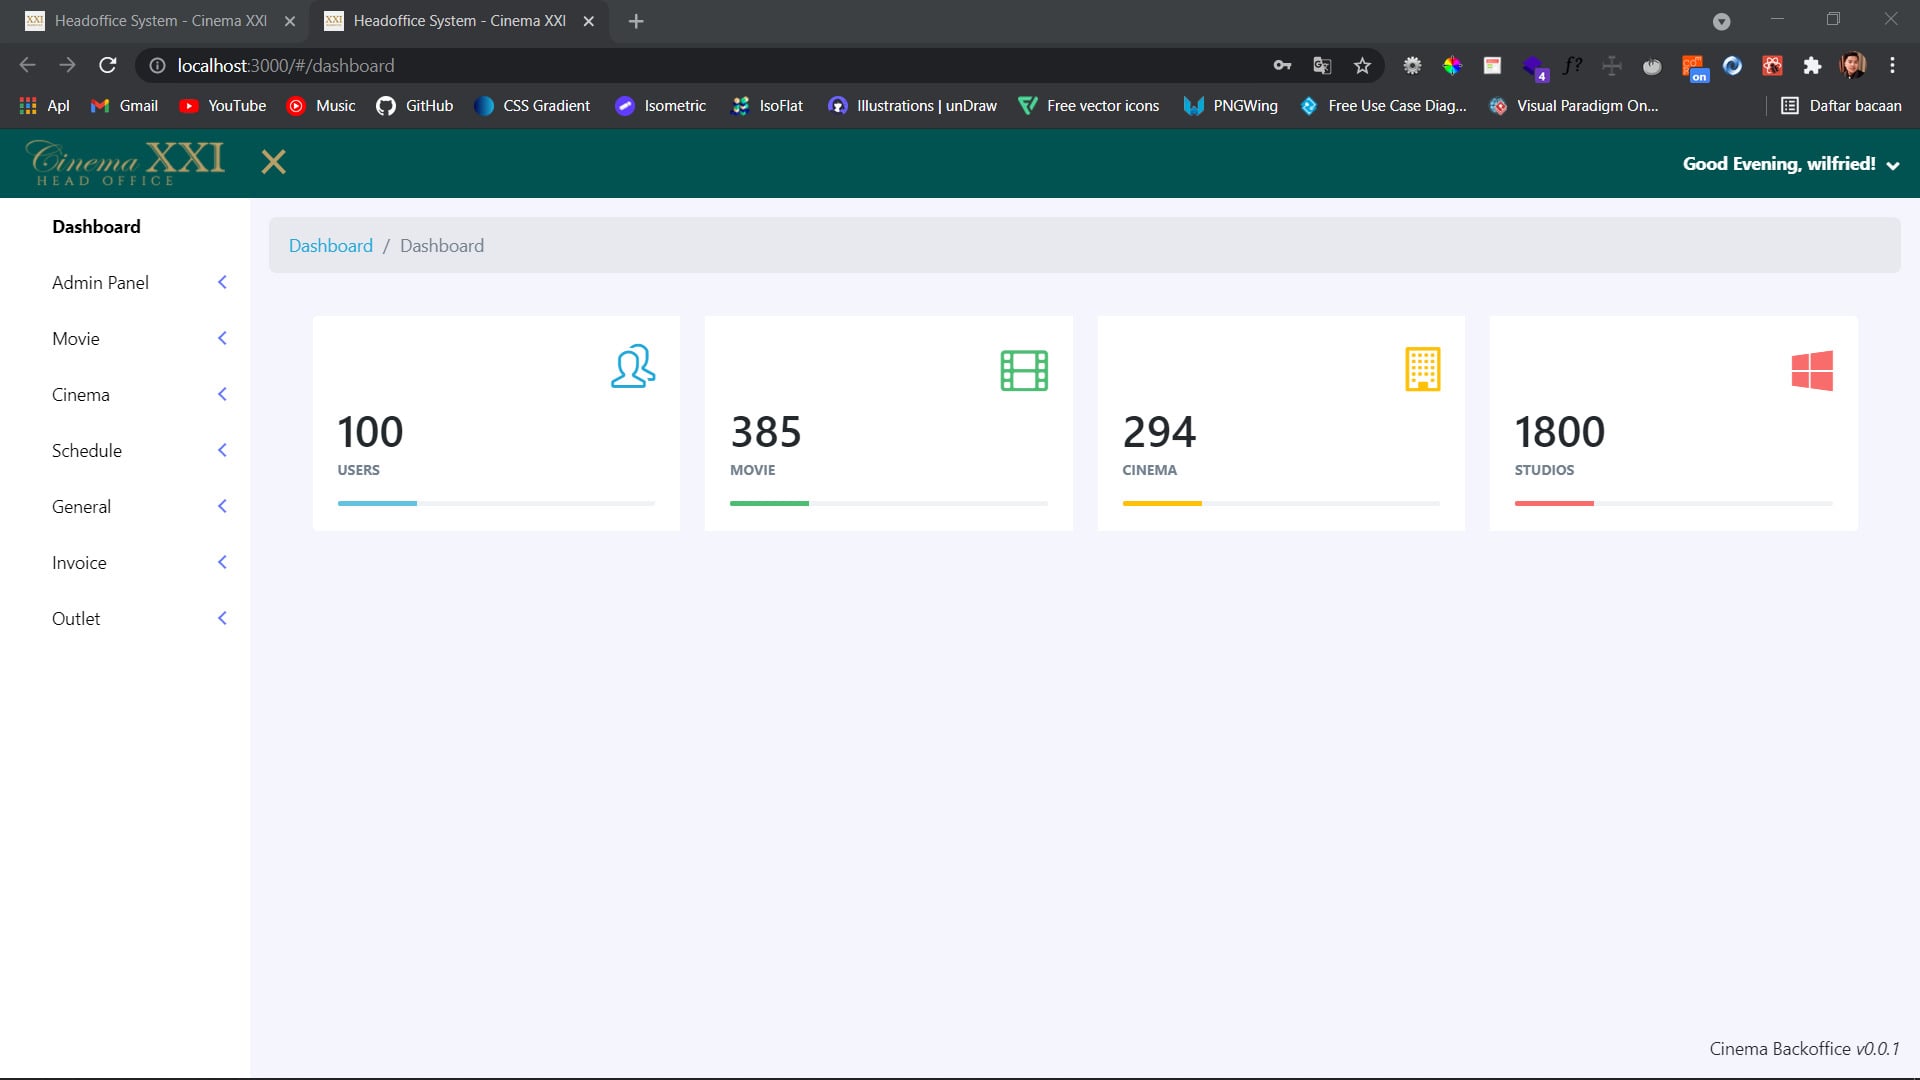 Headoffice System - Cinema XXI
Headoffice System - Cinema XXI
localhost:3000/#/dashboard
4
f?
on
Apl
Gmail
YouTube
Music
GitHub
CSS Gradient
Isometric
IsoFlat
Illustrations | unDraw
Free vector icons
PNGWing
Free Use Case Diag...
Visual Paradigm On...
Daftar bacaan
Cinema XXI
HEAD OFFICE
Good Evening, wilfried!
Dashboard
Admin Panel
Movie
Cinema
Schedule
General
Invoice
Outlet
Dashboard / Dashboard
100
USERS
385
MOVIE
294
CINEMA
1800
STUDIOS
Cinema Backoffice v0.0.1